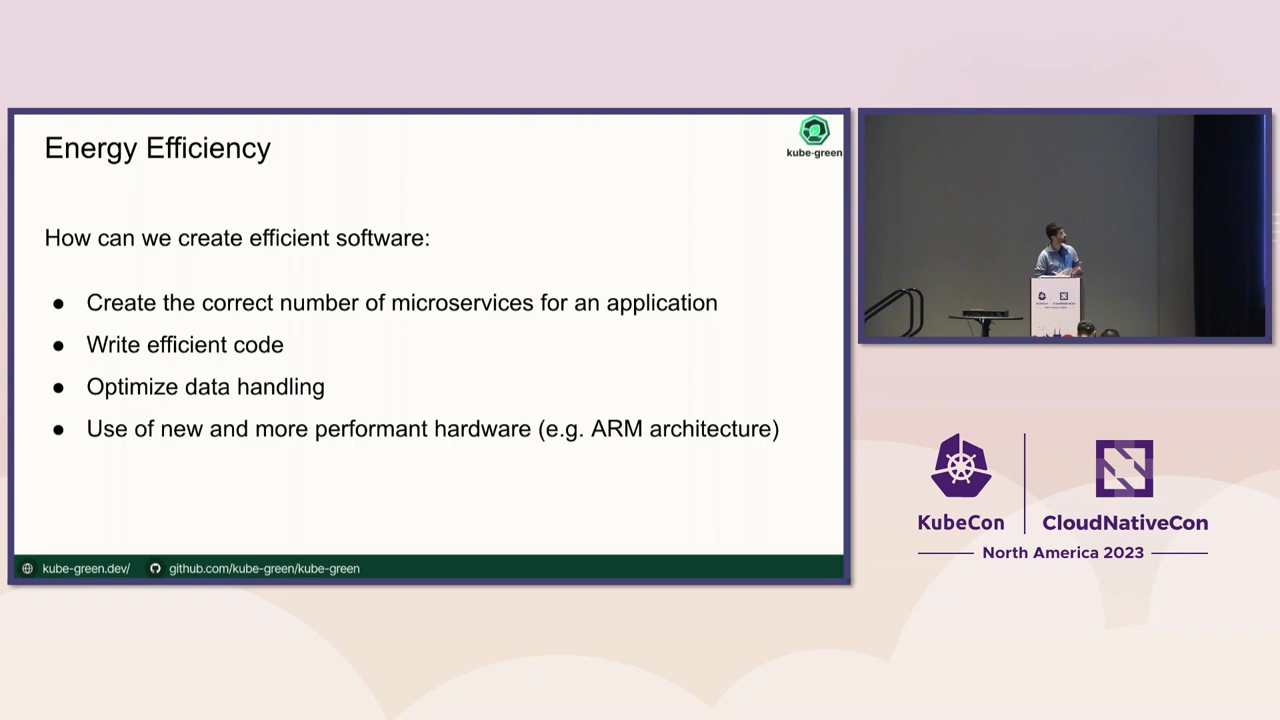 Energy Efficiency
kube-green
How can we create efficient software:
● Create the correct number of microservices for an application
● Write efficient code
● Optimize data handling
● Use of new and more performant hardware (e.g. ARM architecture)
kube-green.dev/
github.com/kube-green/kube-green
KubeCon
CloudNativeCon
North America 2023